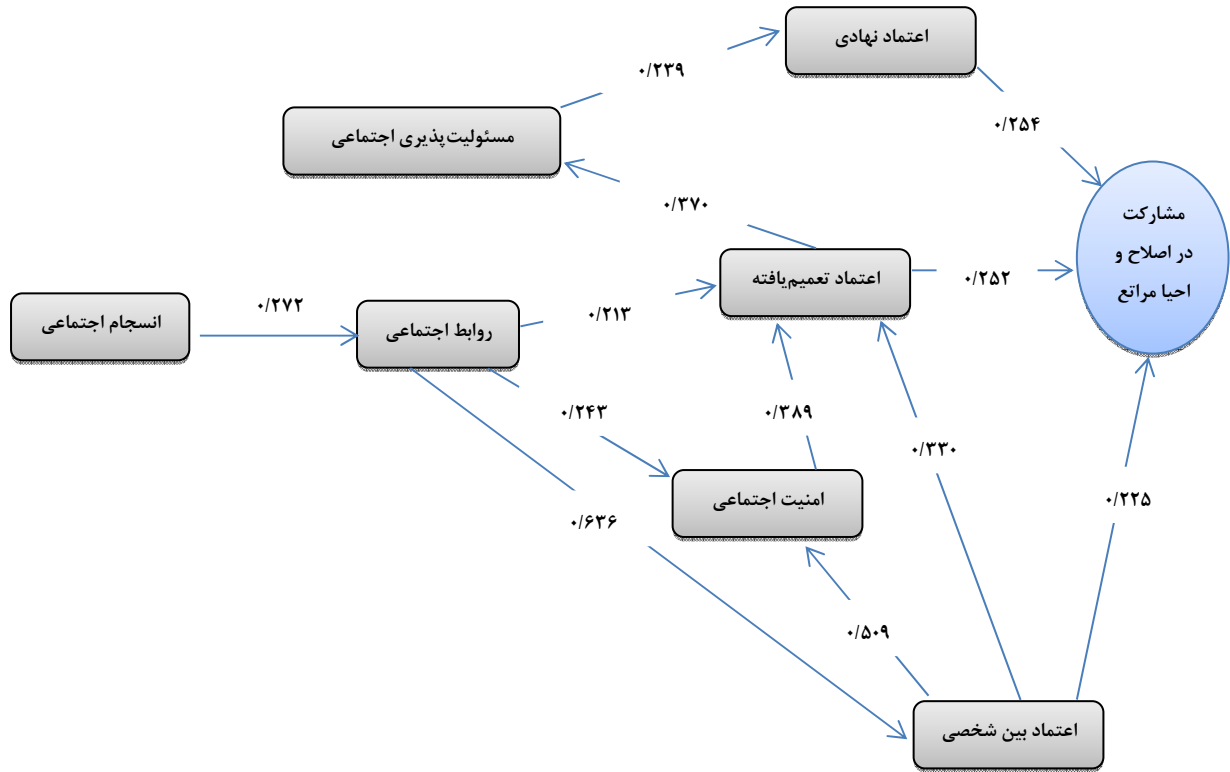 اعتماد نهادی
۰/۲۳۹
۰/۲۵۴
مسئولیت‌پذیری اجتماعی
۰/۳۷۰
مشارکت
در اصلاح و
احیا مراتع
اعتماد تعمیم‌یافته
۰/۲۵۲
انسجام اجتماعی
۰/۲۷۲
روابط اجتماعی
۰/۲۱۳
۰/۲۴۳
۰/۳۸۹
۰/۳۳۰
امنیت اجتماعی
۰/۲۲۵
۰/۶۳۶
۰/۵۰۹
اعتماد بین شخصی